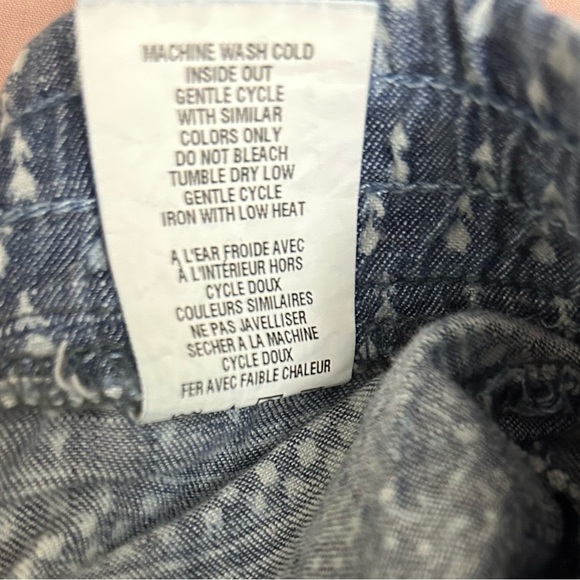 MACHINE WASH COLD
INSIDE OUT
GENTLE CYCLE
WITH SIMILAR
COLORS ONLY
DO NOT BLEACH
TUMBLE DRY LOW
GENTLE CYCLE
IRON WITH LOW HEAT
A L'EAR FROIDE AVEC
À L'INTÉRIEUR HORS
CYCLE DOUX
COULEURS SIMILAIRES
NE PAS JAVELLISER
SECHER A LA MACHINE
CYCLE DOUX
FER AVEC FAIBLE CHALEUR